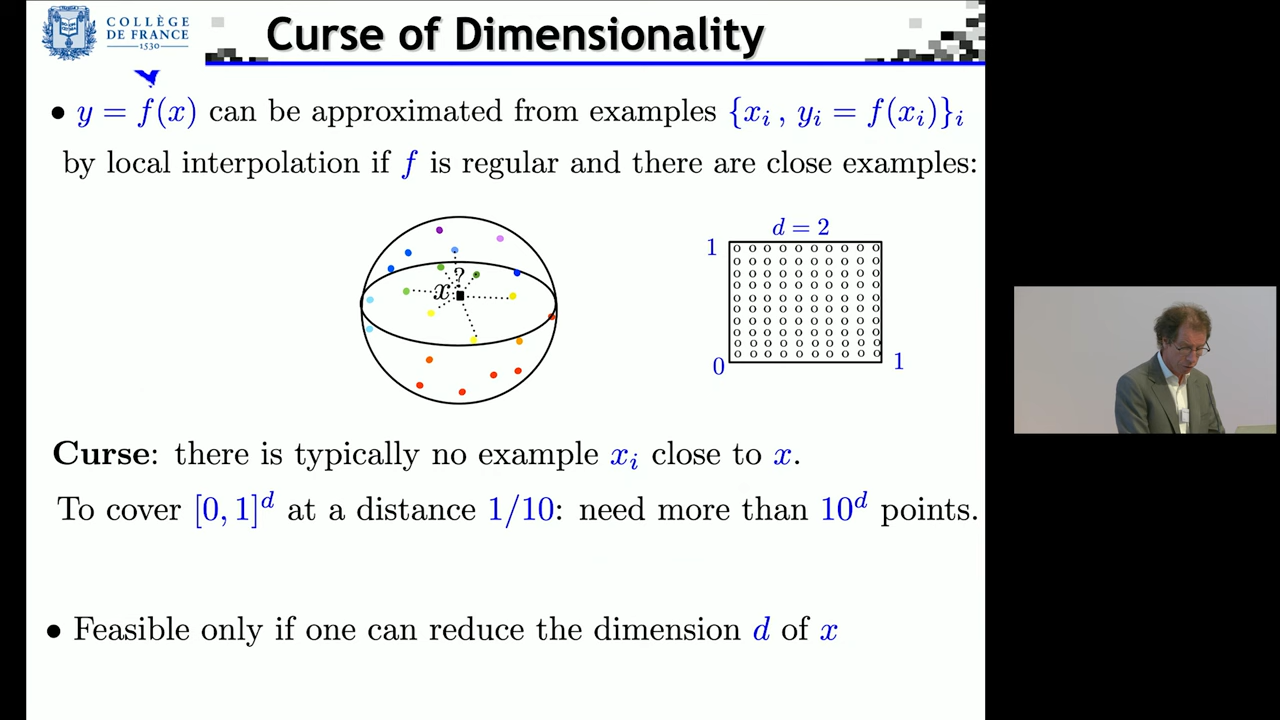 COLLÈGE
DE FRANCE
1530
Curse of Dimensionality
• y = f(x) can be approximated from examples {xᵢ , yᵢ = f(xᵢ)}ᵢ
by local interpolation if f is regular and there are close examples:
d = 2
1
?
x
0
1
Curse: there is typically no example xᵢ close to x.
To cover [0, 1]ᵈ at a distance 1/10: need more than 10ᵈ points.
• Feasible only if one can reduce the dimension d of x